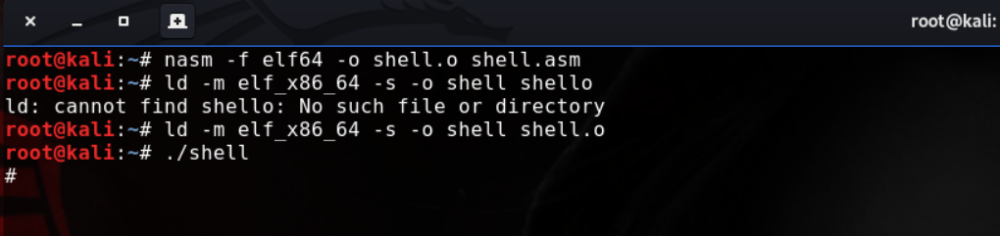 root@kali:
root@kali:~# nasm -f elf64 -o shell.o shell.asm
root@kali:~# ld -m elf_x86_64 -s -o shell shello
ld: cannot find shello: No such file or directory
root@kali:~# ld -m elf_x86_64 -s -o shell shell.o
root@kali:~# ./shell
#